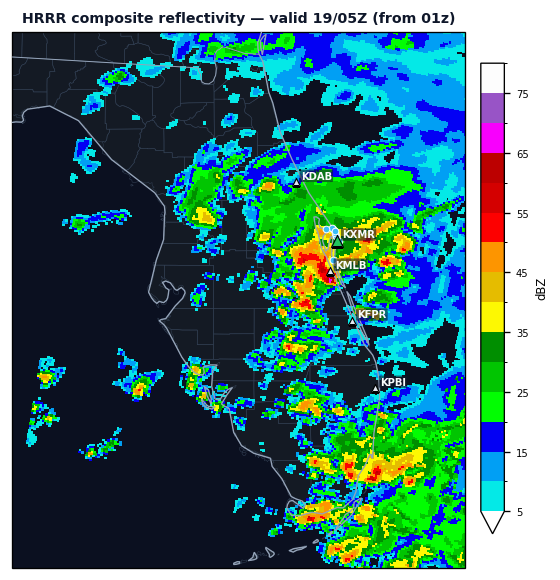 HRRR composite reflectivity — valid 19/05Z (from 01z)
KDAB
KXMR
KMLB
KFPR
KPBI
75
65
55
45
35
25
15
5
dBZ